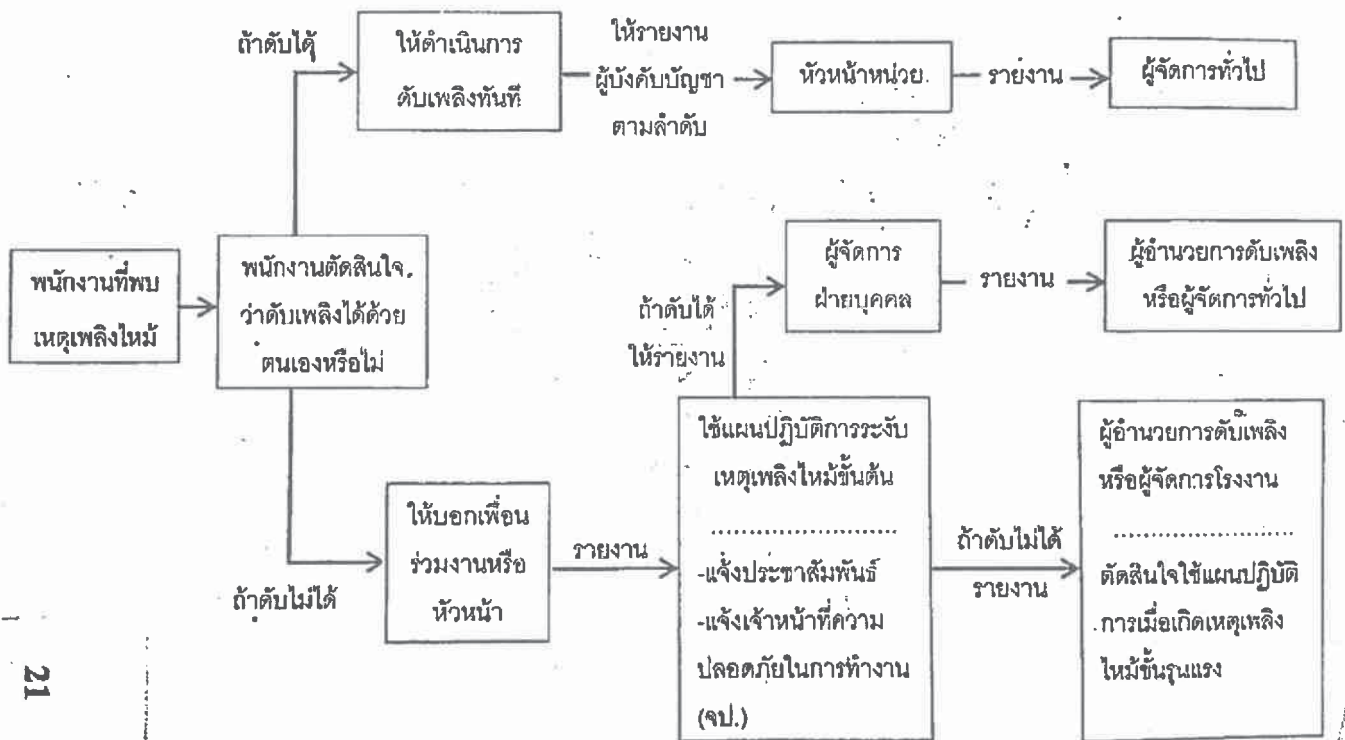 ถ้าดับได้
ให้ดำเนินการ
ดับเพลิงทันที
ให้รายงาน
ผู้บังคับบัญชา
ตามลำดับ
หัวหน้าหน่วย
รายงาน
ผู้จัดการทั่วไป
พนักงานที่พบ
เหตุเพลิงไหม้
พนักงานตัดสินใจ
ว่าดับเพลิงได้ด้วย
ตนเองหรือไม่
ถ้าดับได้
ให้รายงาน
ผู้จัดการ
ฝ่ายบุคคล
รายงาน
ผู้อำนวยการดับเพลิง
หรือผู้จัดการทั่วไป
ถ้าดับไม่ได้
ให้บอกเพื่อน
ร่วมงานหรือ
หัวหน้า
รายงาน
ใช้แผนปฏิบัติการระงับ
เหตุเพลิงไหม้ขั้นต้น
........................
-แจ้งประชาสัมพันธ์
-แจ้งเจ้าหน้าที่ความ
ปลอดภัยในการทำงาน
(จป.)
ถ้าดับไม่ได้
รายงาน
ผู้อำนวยการดับเพลิง
หรือผู้จัดการโรงงาน
........................
ตัดสินใจใช้แผนปฏิบัติ
การเมื่อเกิดเหตุเพลิง
ไหม้ขั้นรุนแรง
21